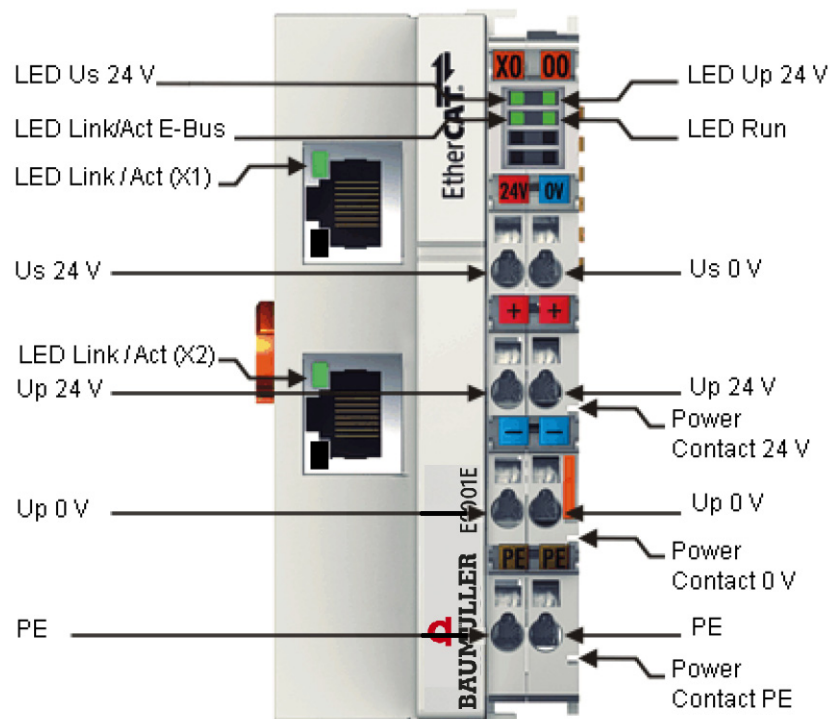 LED Us 24 V
LED Link/Act E-Bus
LED Link / Act (X1)
Us 24 V
LED Link / Act (X2)
Up 24 V
Up 0 V
PE
EtherCAT®
BAUMULLER
X0 00
24V 0V
+ +
− −
PE PE
LED Up 24 V
LED Run
Us 0 V
Up 24 V
Power
Contact 24 V
Up 0 V
Power
Contact 0 V
PE
Power
Contact PE